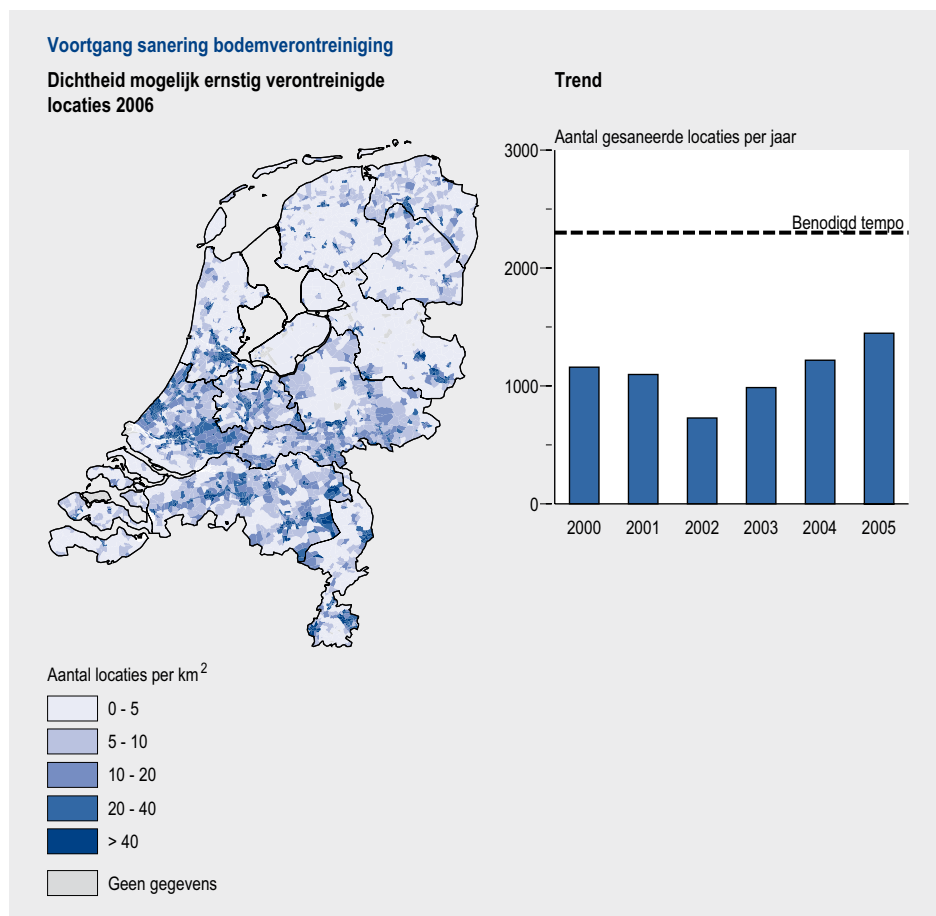 Voortgang sanering bodemverontreiniging
Dichtheid mogelijk ernstig verontreinigde
locaties 2006
Aantal locaties per km2
0 - 5
5 - 10
10 - 20
20 - 40
> 40
Geen gegevens
Trend
Aantal gesaneerde locaties per jaar
3000
Benodigd tempo
2000
1000
0
2000 2001 2002 2003 2004 2005